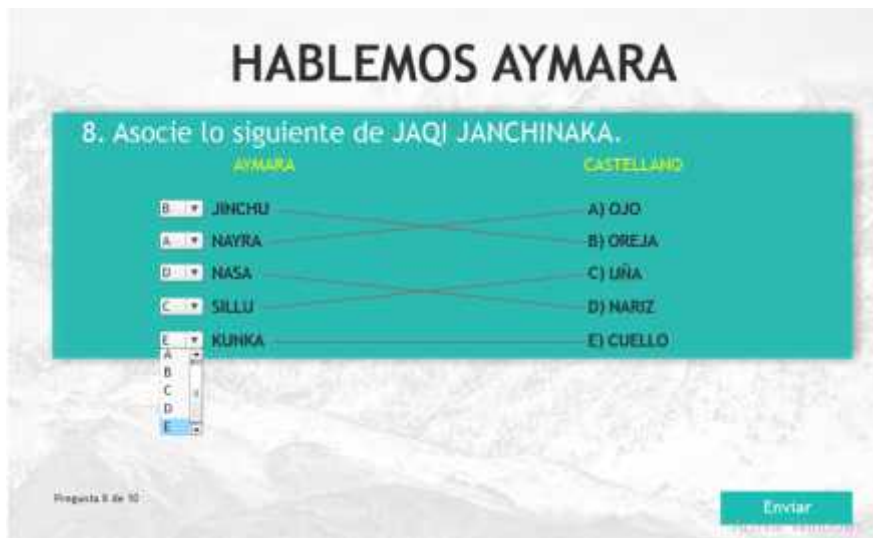 HABLEMOS AYMARA
8. Asocie lo siguiente de JAQI JANCHINAKA.
AYMARA CASTELLANO
B JINCHU A) OJO
A NAYRA B) OREJA
D NASA C) UÑA
C SILLU D) NARIZ
E KUNKA E) CUELLO
A
B
C
D
E
Pregunta 8 de 10
Enviar